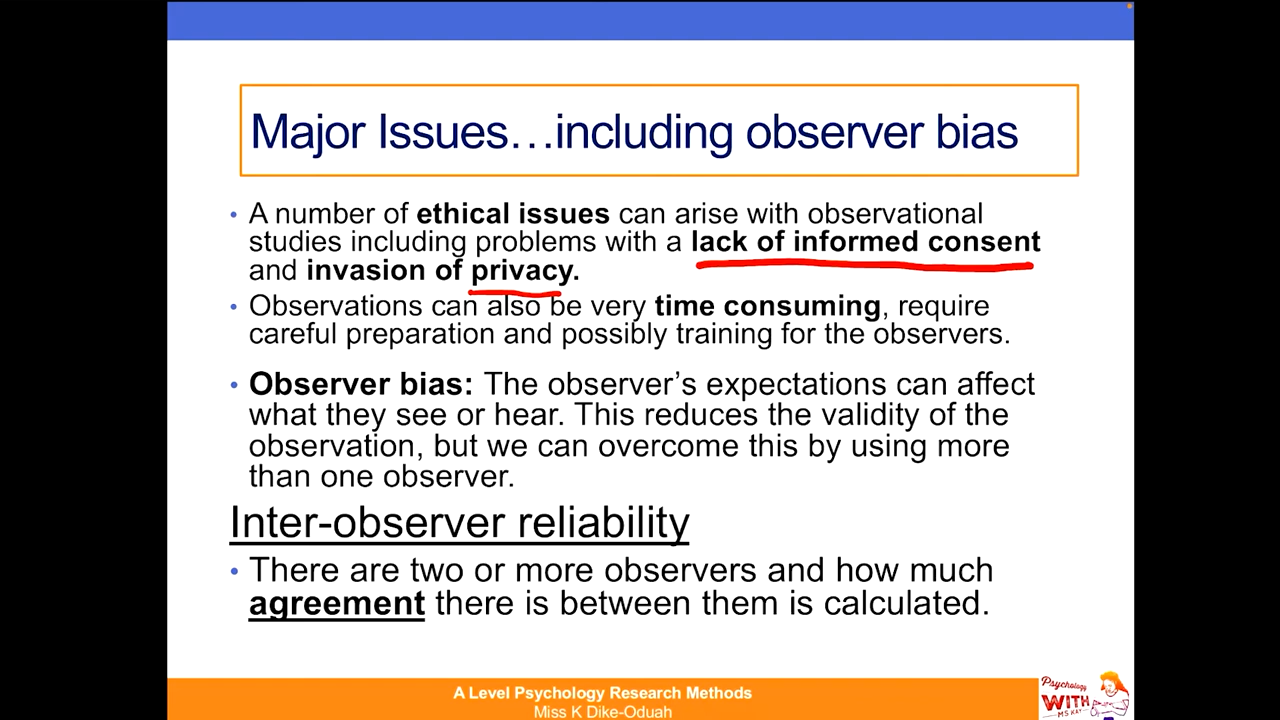 Major Issues…including observer bias
• A number of ethical issues can arise with observational
studies including problems with a lack of informed consent
and invasion of privacy.
• Observations can also be very time consuming, require
careful preparation and possibly training for the observers.
• Observer bias: The observer’s expectations can affect
what they see or hear. This reduces the validity of the
observation, but we can overcome this by using more
than one observer.
Inter-observer reliability
• There are two or more observers and how much
agreement there is between them is calculated.
A Level Psychology Research Methods
Miss K Dike-Oduah
Psychology
WITH
MS KAY